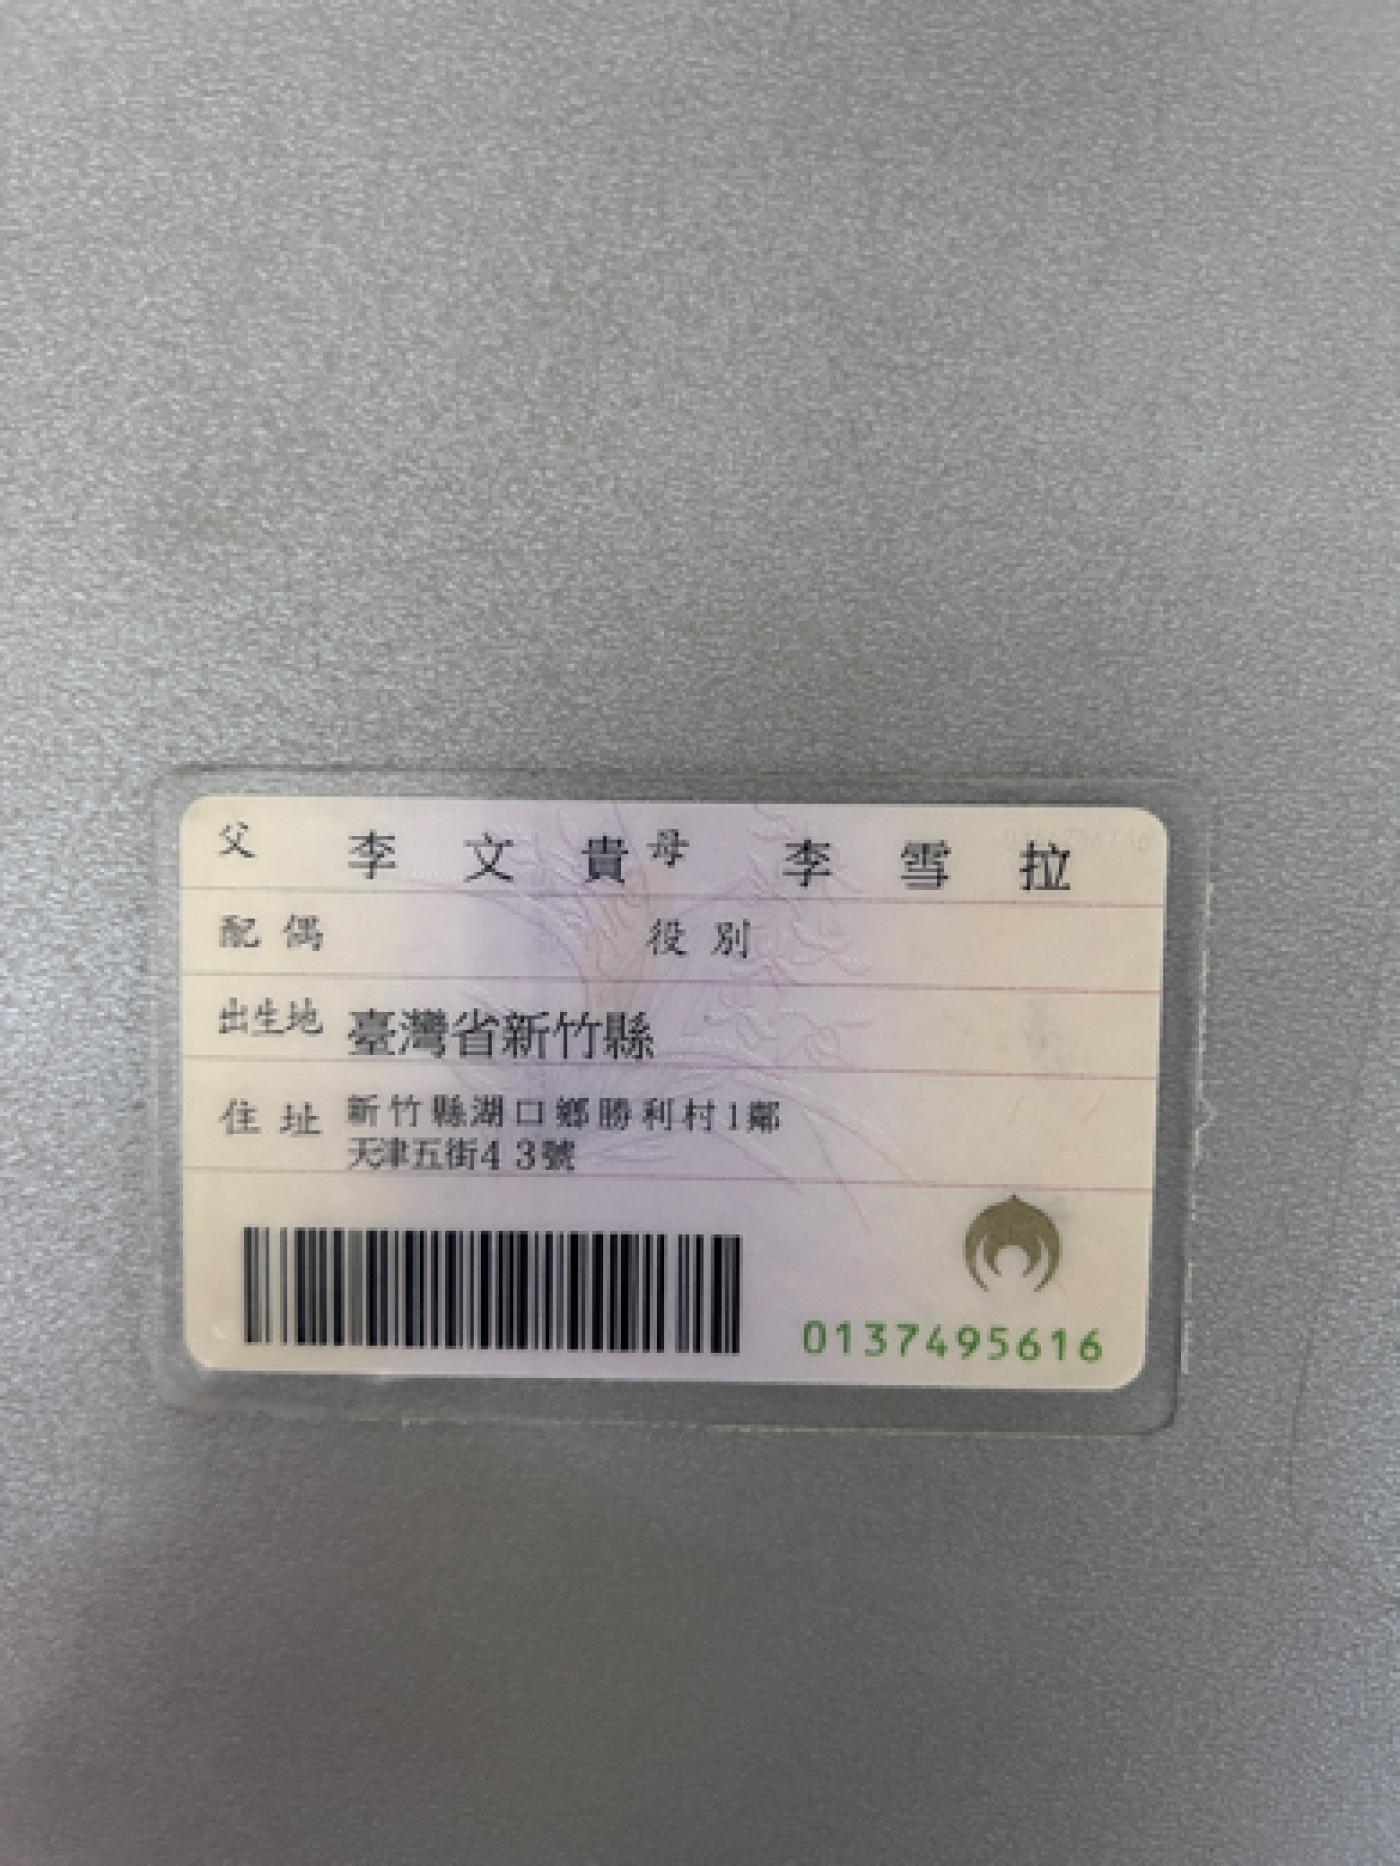 父 李文貴 母 李雪拉
配偶 役別
出生地 臺灣省新竹縣
住址 新竹縣湖口鄉勝利村1鄰
天津五街43號
0137495616